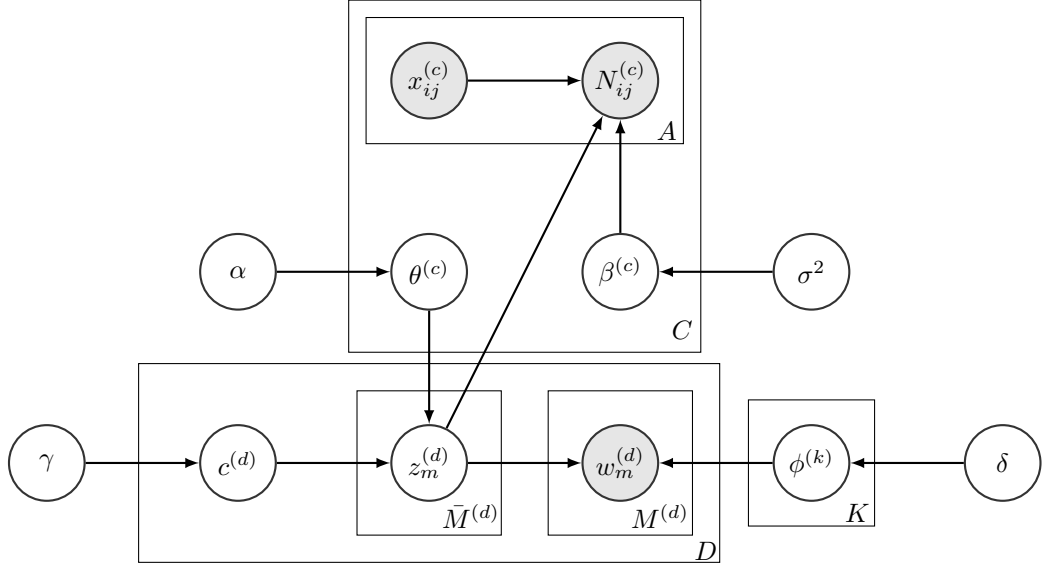 x_{ij}^{(c)} N_{ij}^{(c)}
A
α θ^{(c)} β^{(c)} σ^2
C
γ c^{(d)} z_m^{(d)} w_m^{(d)} ϕ^{(k)} δ
\bar{M}^{(d)} M^{(d)} K
D